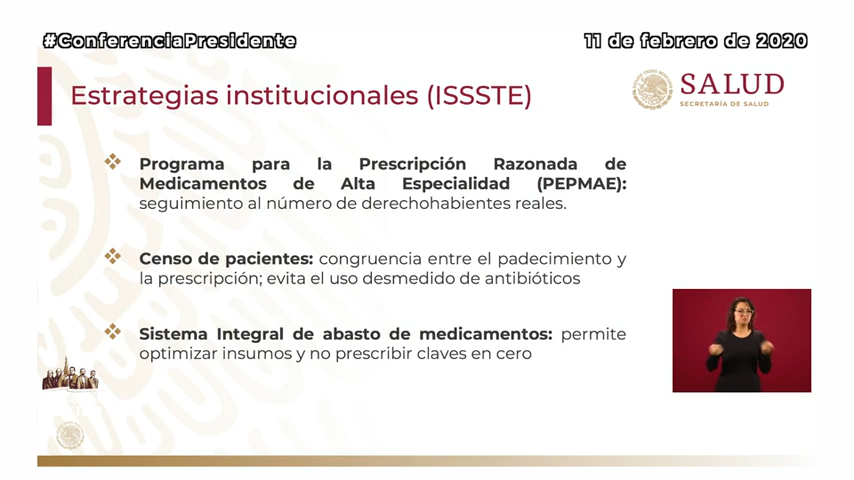 #ConferenciaPresidente
11 de febrero de 2020
Estrategias institucionales (ISSSTE)
SALUD
SECRETARÍA DE SALUD
Programa para la Prescripción Razonada de
Medicamentos de Alta Especialidad (PEPMAE):
seguimiento al número de derechohabientes reales.
Censo de pacientes: congruencia entre el padecimiento y
la prescripción; evita el uso desmedido de antibióticos
Sistema Integral de abasto de medicamentos: permite
optimizar insumos y no prescribir claves en cero